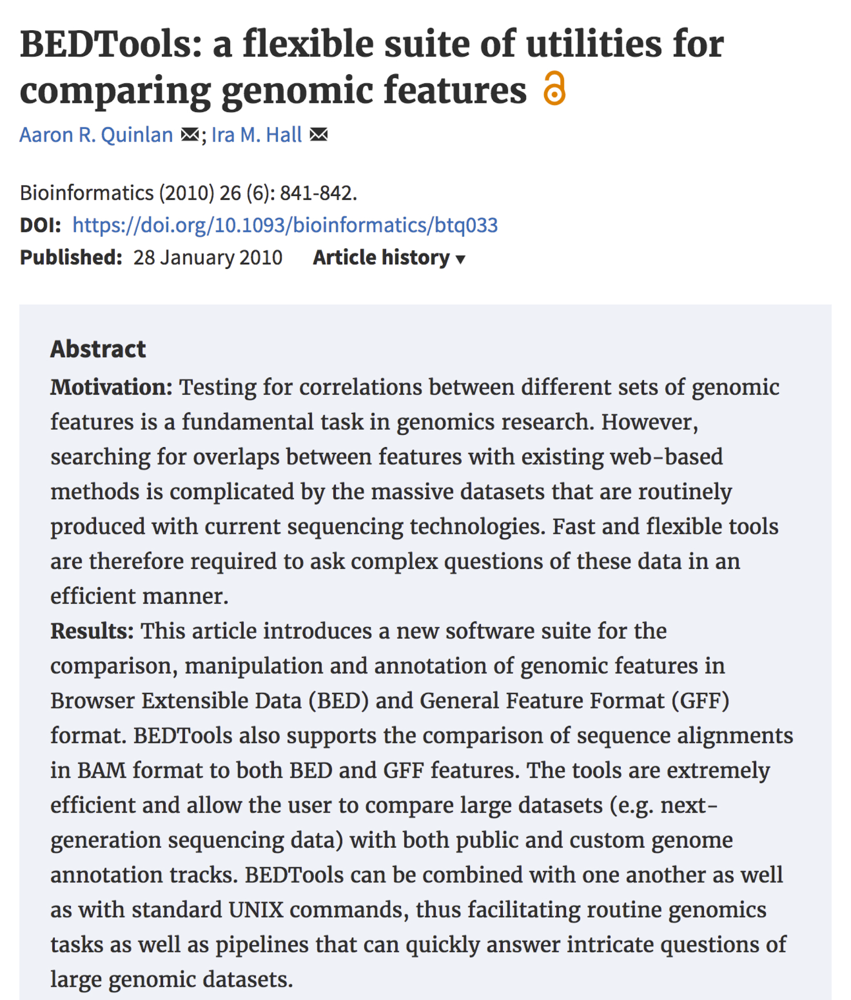 BEDTools: a flexible suite of utilities for
comparing genomic features
Aaron R. Quinlan ; Ira M. Hall
Bioinformatics (2010) 26 (6): 841-842.
DOI: https://doi.org/10.1093/bioinformatics/btq033
Published: 28 January 2010 Article history ▾
Abstract
Motivation: Testing for correlations between different sets of genomic
features is a fundamental task in genomics research. However,
searching for overlaps between features with existing web-based
methods is complicated by the massive datasets that are routinely
produced with current sequencing technologies. Fast and flexible tools
are therefore required to ask complex questions of these data in an
efficient manner.
Results: This article introduces a new software suite for the
comparison, manipulation and annotation of genomic features in
Browser Extensible Data (BED) and General Feature Format (GFF)
format. BEDTools also supports the comparison of sequence alignments
in BAM format to both BED and GFF features. The tools are extremely
efficient and allow the user to compare large datasets (e.g. next-
generation sequencing data) with both public and custom genome
annotation tracks. BEDTools can be combined with one another as well
as with standard UNIX commands, thus facilitating routine genomics
tasks as well as pipelines that can quickly answer intricate questions of
large genomic datasets.